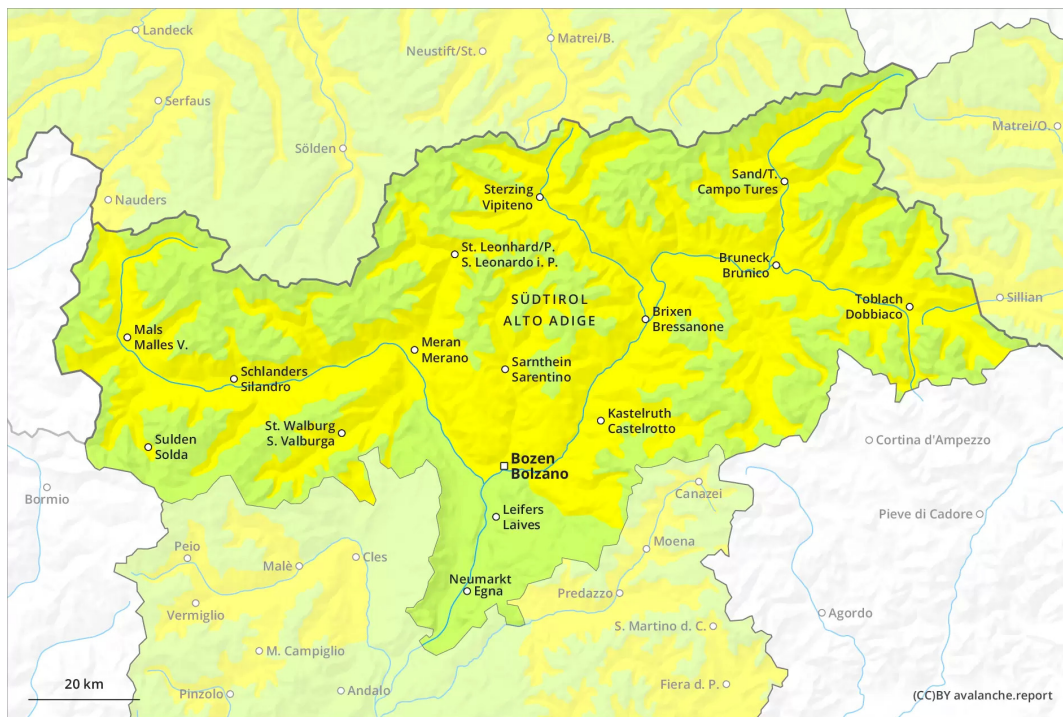 Landeck
Matrei/B.
Neustift/St.
Serfaus
Matrei/O.
Sölden
Sand/T.
Campo Tures
Sterzing
Vipiteno
Nauders
St. Leonhard/P.
S. Leonardo i. P.
Bruneck
Brunico
SÜDTIROL
ALTO ADIGE
Toblach
Dobbiaco
Sillian
Brixen
Bressanone
Mals
Malles V.
Meran
Merano
Sarnthein
Sarentino
Schlanders
Silandro
Kastelruth
Castelrotto
St. Walburg
S. Valburga
Sulden
Solda
Cortina d'Ampezzo
Bozen
Bolzano
Canazei
Bormio
Leifers
Laives
Pieve di Cadore
Moena
Peio
Cles
Malè
Neumarkt
Egna
Predazzo
Vermiglio
Agordo
S. Martino d. C.
M. Campiglio
20 km
Fiera d. P.
Pinzolo
Andalo
(CC)BY avalanche.report